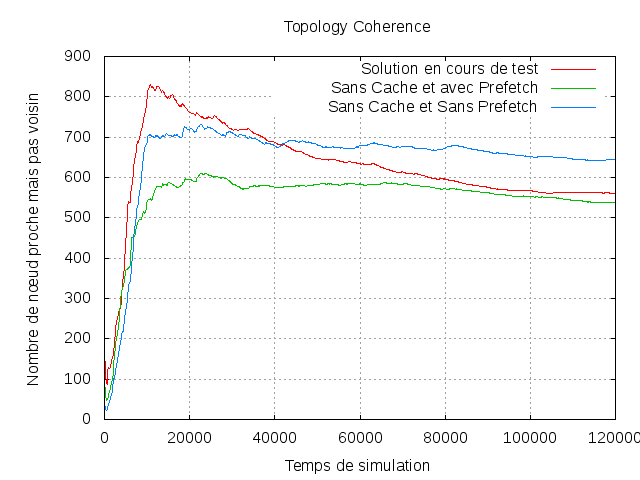 Topology Coherence
900
800
700
600
500
400
300
200
100
0
Nombre de nœud proche mais pas voisin
Solution en cours de test
Sans Cache et avec Prefetch
Sans Cache et Sans Prefetch
0 20000 40000 60000 80000 100000 120000
Temps de simulation